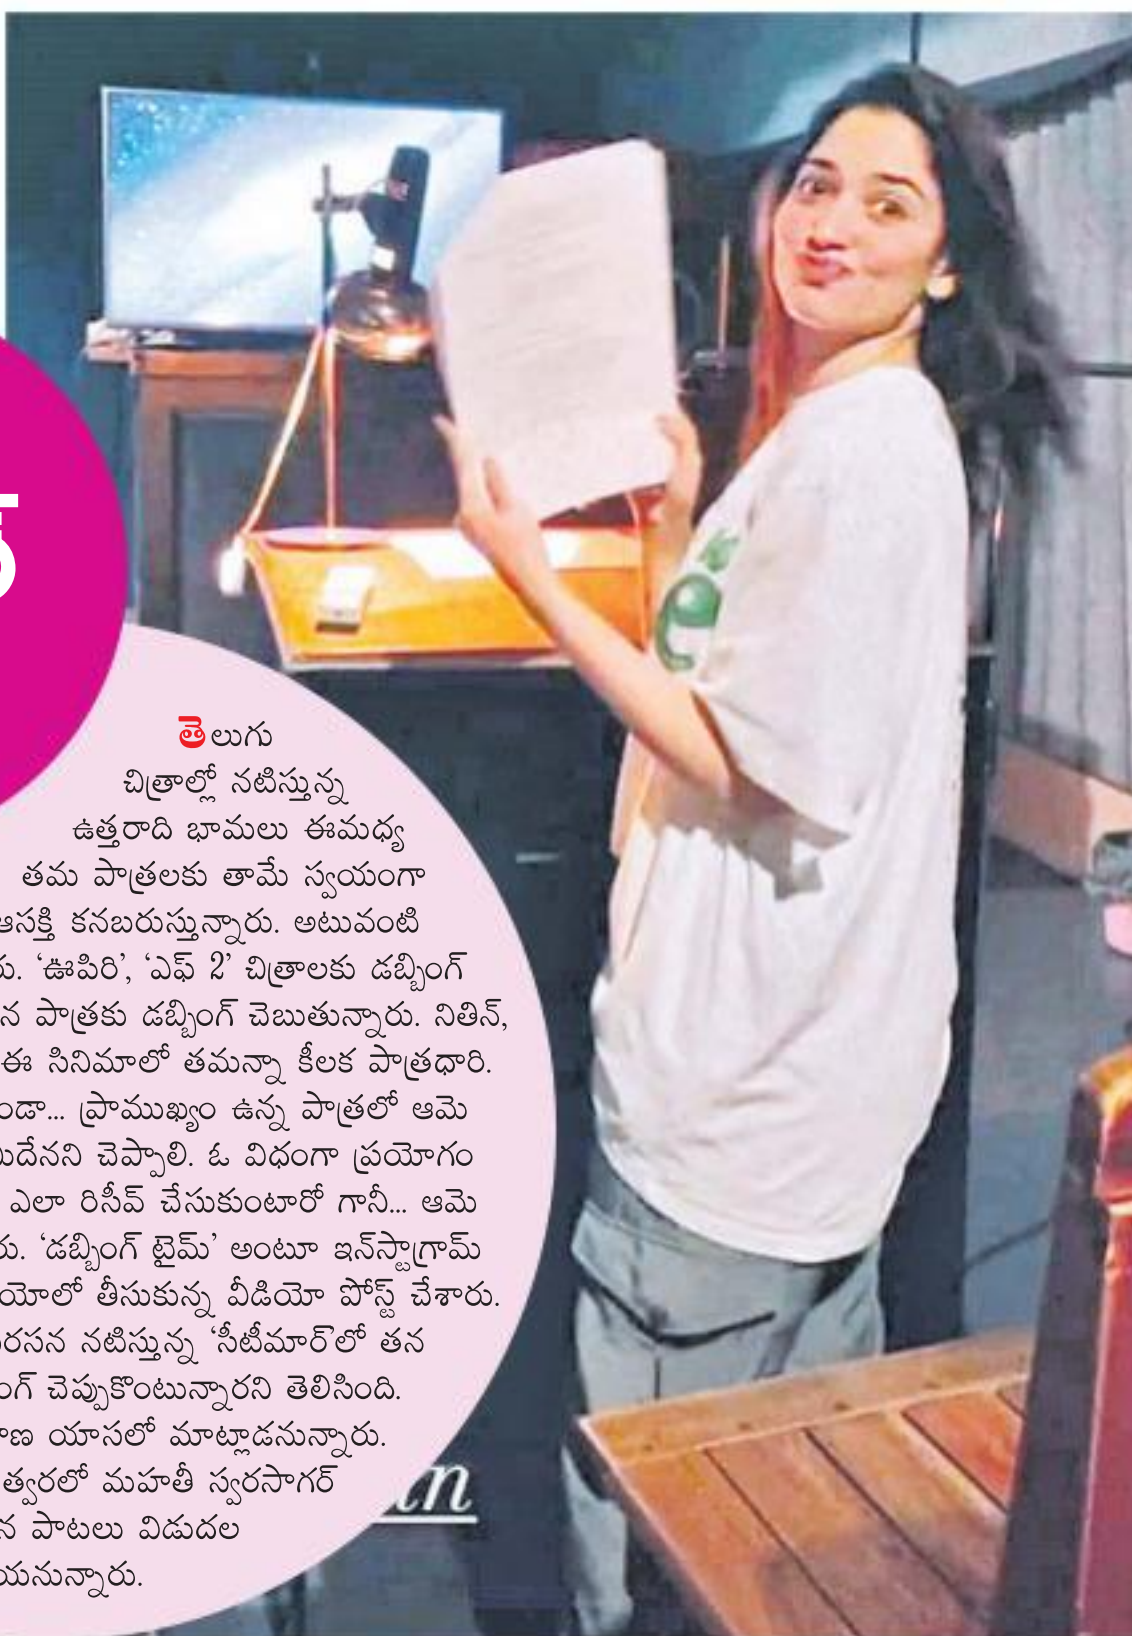 తెలుగు
చిత్రాల్లో నటిస్తున్న
ఉత్తరాది భామలు ఈమధ్య
తమ పాత్రలకు తామే స్వయంగా
ఆసక్తి కనబరుస్తున్నారు. అటువంటి
రు. ‘ఊపిరి’, ‘ఎఫ్ 2’ చిత్రాలకు డబ్బింగ్
న పాత్రకు డబ్బింగ్ చెబుతున్నారు. నితిన్,
ఈ సినిమాలో తమన్నా కీలక పాత్రధారి.
ండా... ప్రాముఖ్యం ఉన్న పాత్రలో ఆమె
మిదేనని చెప్పాలి. ఓ విధంగా ప్రయోగం
ఎలా రిసీవ్ చేసుకుంటారో గానీ... ఆమె
రు. ‘డబ్బింగ్ టైమ్’ అంటూ ఇన్‌స్టాగ్రామ్
యోలో తీసుకున్న వీడియో పోస్ట్ చేశారు.
రసన నటిస్తున్న ‘సీటీమార్’లో తన
ంగ్ చెప్పుకొంటున్నారని తెలిసింది.
ాణ యాసలో మాట్లాడనున్నారు.
త్వరలో మహతీ స్వరసాగర్
న పాటలు విడుదల
యనున్నారు.